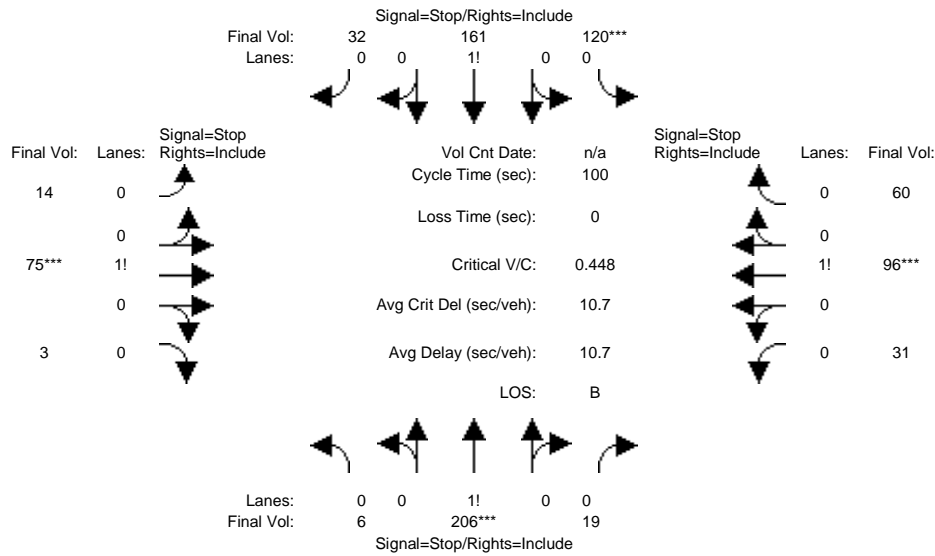 Signal=Stop/Rights=Include
Final Vol: 32 161 120***
Lanes: 0 0 1! 0 0
Signal=Stop Signal=Stop
Final Vol: Lanes: Rights=Include Vol Cnt Date: n/a Rights=Include Lanes: Final Vol:
Cycle Time (sec): 100
14 0 0 60
Loss Time (sec): 0
0 0
75*** 1! Critical V/C: 0.448 1! 96***
0 Avg Crit Del (sec/veh): 10.7 0
3 0 Avg Delay (sec/veh): 10.7 0 31
LOS: B
Lanes: 0 0 1! 0 0
Final Vol: 6 206*** 19
Signal=Stop/Rights=Include